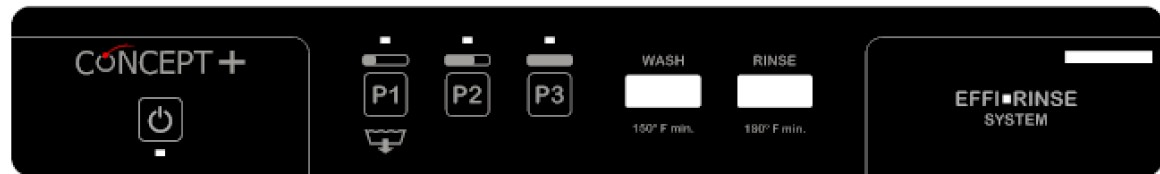 CONCEPT +
P1
P2
P3
WASH
150° F min.
RINSE
180° F min.
EFFI▪RINSE
SYSTEM